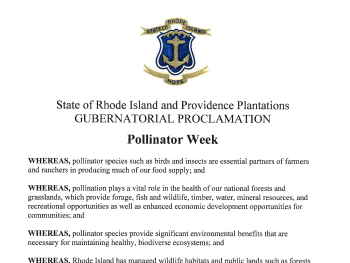 STATE OF RHODE ISLAND
HOPE
State of Rhode Island and Providence Plantations
GUBERNATORIAL PROCLAMATION
Pollinator Week
WHEREAS, pollinator species such as birds and insects are essential partners of farmers
and ranchers in producing much of our food supply; and
WHEREAS, pollination plays a vital role in the health of our national forests and
grasslands, which provide forage, fish and wildlife, timber, water, mineral resources, and
recreational opportunities as well as enhanced economic development opportunities for
communities; and
WHEREAS, pollinator species provide significant environmental benefits that are
necessary for maintaining healthy, biodiverse ecosystems; and
WHEREAS, Rhode Island has managed wildlife habitats and public lands such as forests